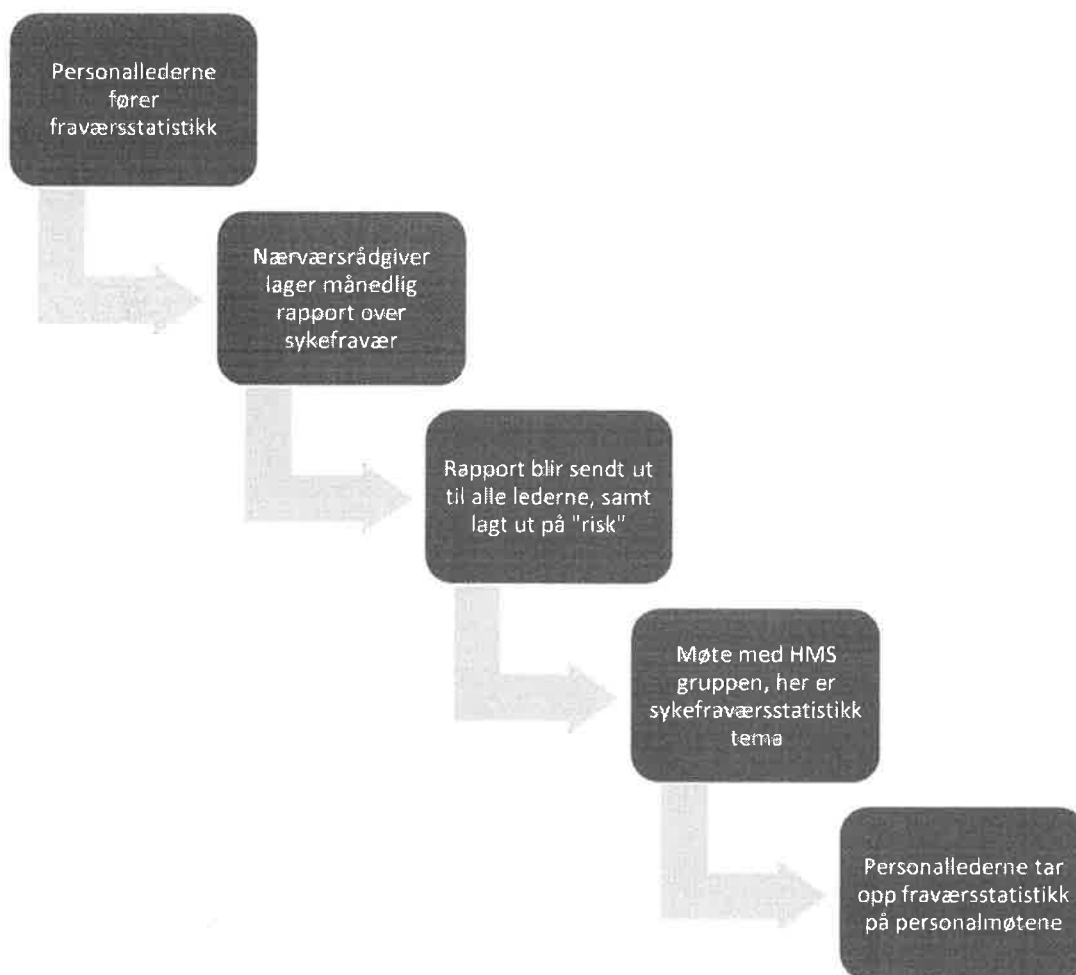 Personallederne
fører
fraværsstatistikk
Nærværsrådgiver
lager månedlig
rapport over
sykefravær
Rapport blir sendt ut
til alle lederne, samt
lagt ut på "risk"
Møte med HMS
gruppen, her er
sykefraværsstatistikk
tema
Personallederne tar
opp fraværsstatistikk
på personalmøtene